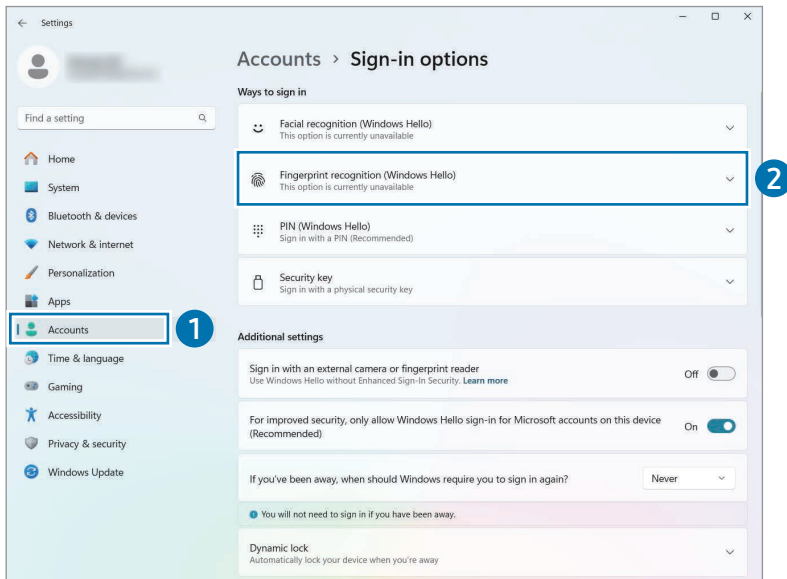 Settings
Find a setting
Home
System
Bluetooth & devices
Network & internet
Personalization
Apps
Accounts
1
Time & language
Gaming
Accessibility
Privacy & security
Windows Update
Accounts > Sign-in options
Ways to sign in
Facial recognition (Windows Hello)
This option is currently unavailable
Fingerprint recognition (Windows Hello)
This option is currently unavailable
2
PIN (Windows Hello)
Sign in with a PIN (Recommended)
Security key
Sign in with a physical security key
Additional settings
Sign in with an external camera or fingerprint reader
Use Windows Hello without Enhanced Sign-In Security. Learn more
Off
For improved security, only allow Windows Hello sign-in for Microsoft accounts on this device
(Recommended)
On
If you've been away, when should Windows require you to sign in again?
Never
You will not need to sign in if you have been away.
Dynamic lock
Automatically lock your device when you're away